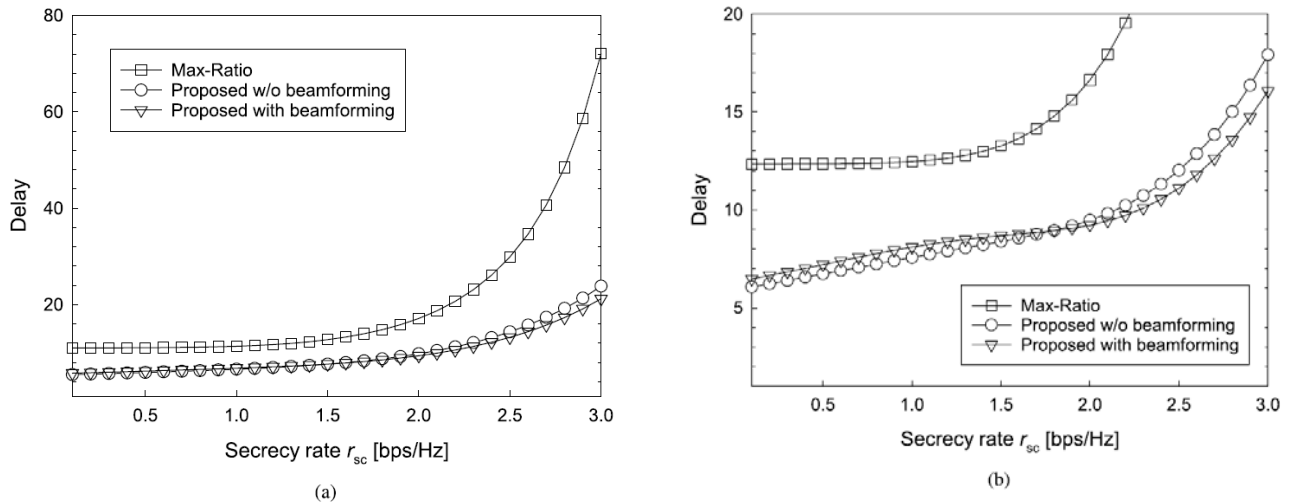 80
60
40
20
Delay
Max-Ratio
Proposed w/o beamforming
Proposed with beamforming
0.5 1.0 1.5 2.0 2.5 3.0
Secrecy rate r_sc [bps/Hz]
(a)
20
15
10
5
Delay
Max-Ratio
Proposed w/o beamforming
Proposed with beamforming
0.5 1.0 1.5 2.0 2.5 3.0
Secrecy rate r_sc [bps/Hz]
(b)